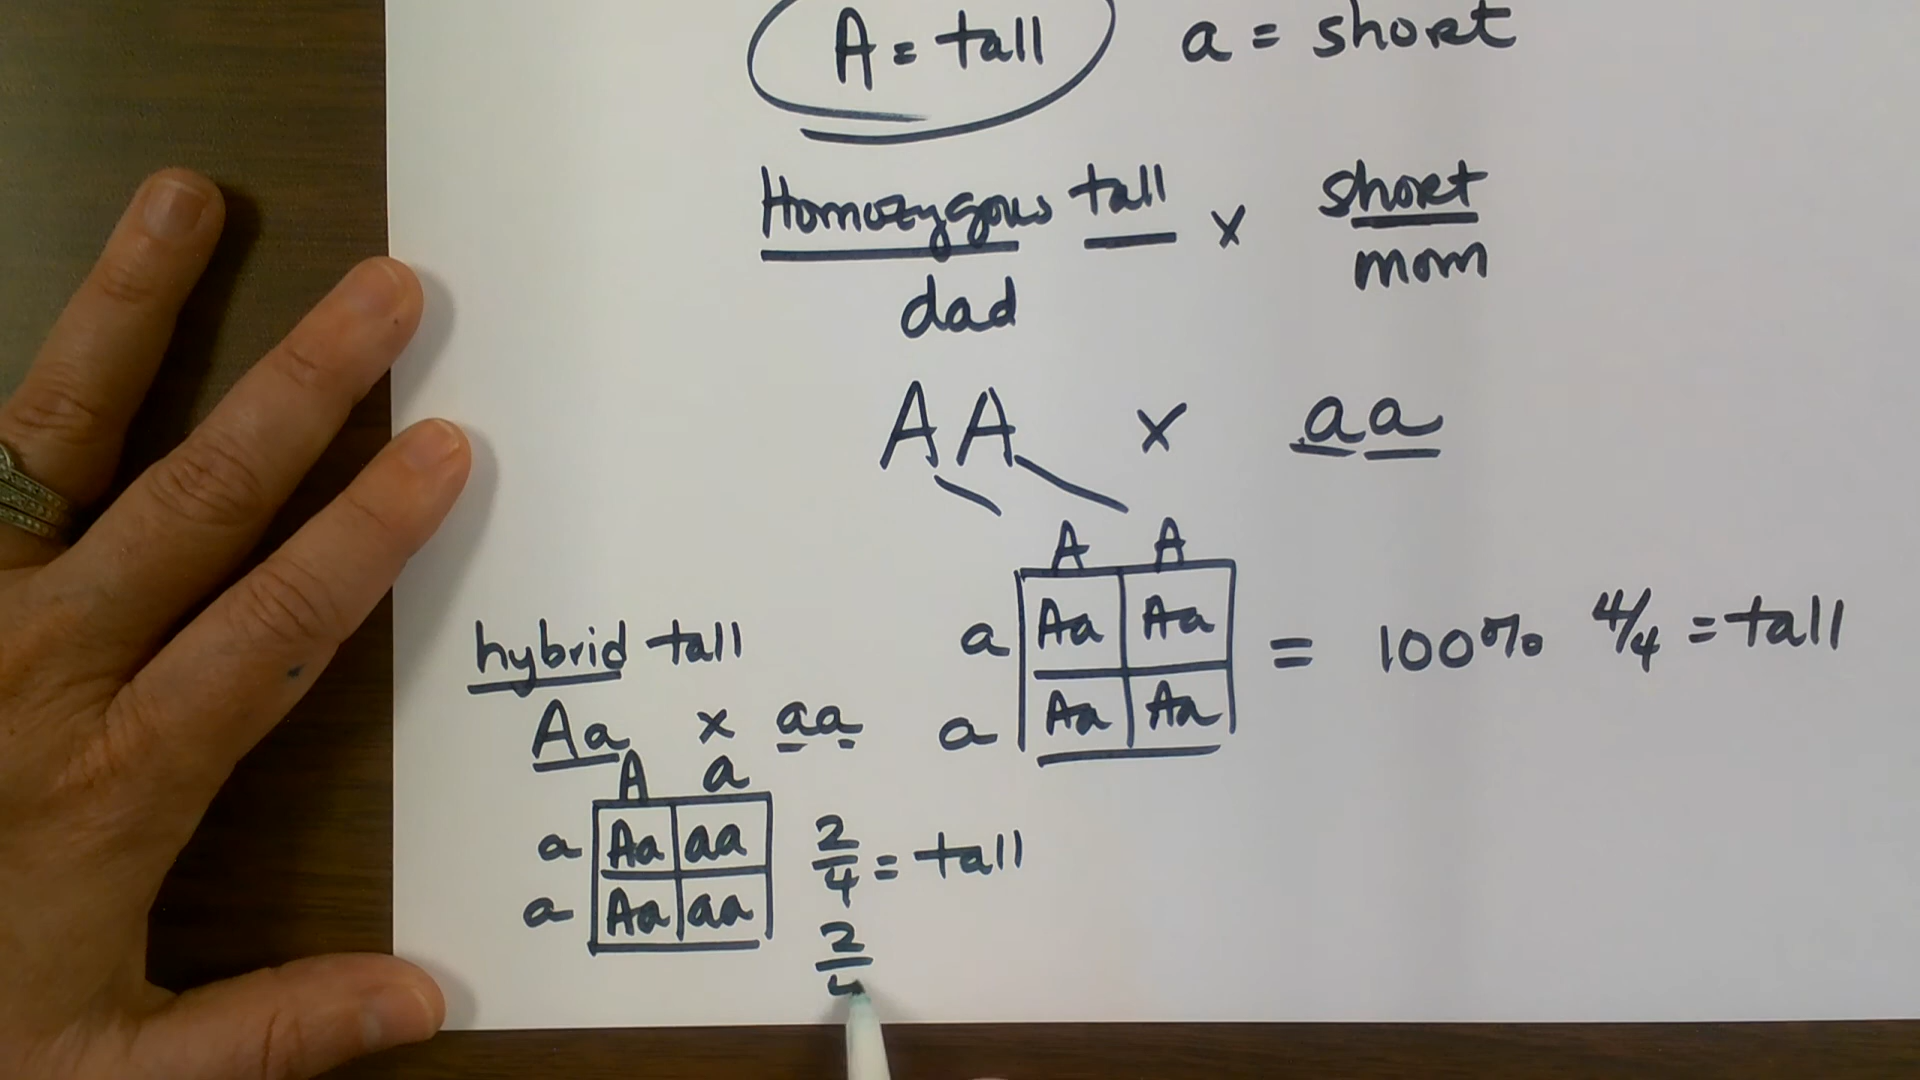 A = tall a = short
Homozygous tall x short
dad mom
AA x aa
A A
a Aa Aa = 100% 4/4 = tall
a Aa Aa
hybrid tall
Aa x aa
A a
a Aa aa 2/4 = tall
a Aa aa
2/